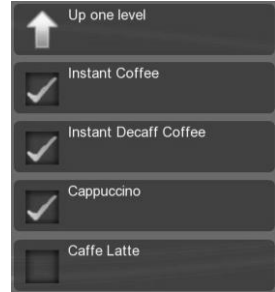 Up one level
Instant Coffee
Instant Decaff Coffee
Cappuccino
Caffe Latte